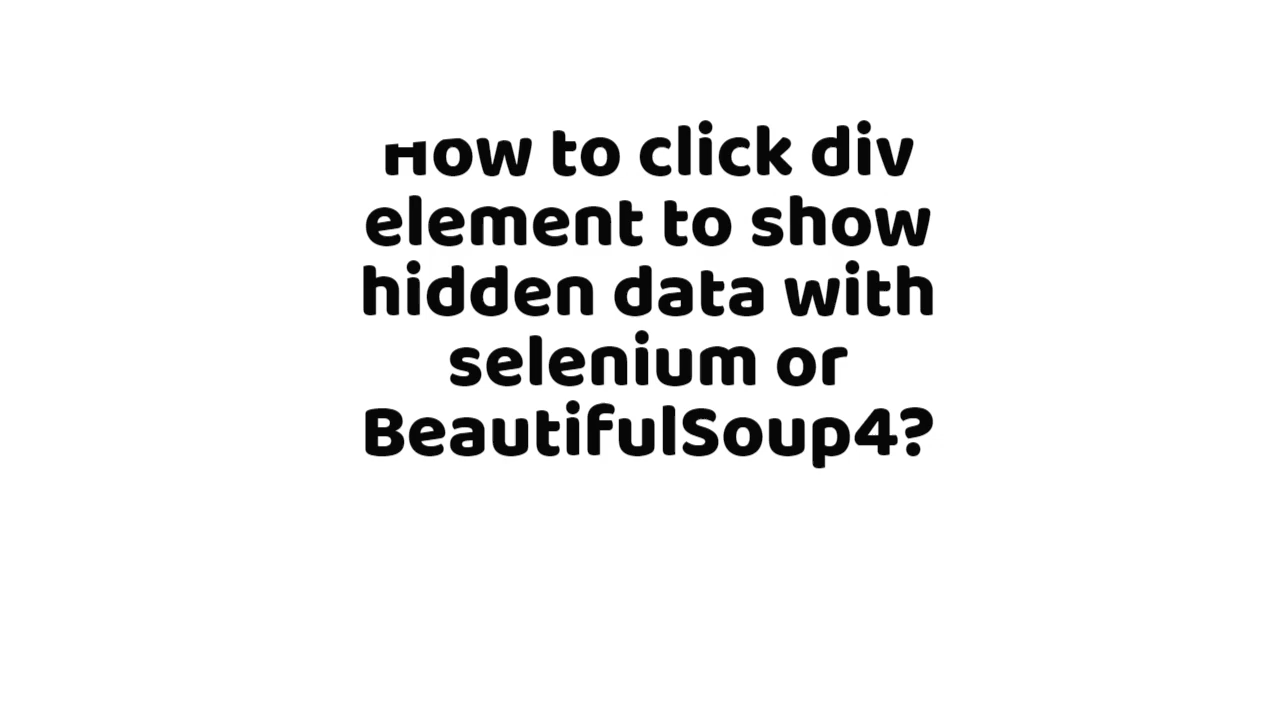 How to click div
element to show
hidden data with
selenium or
BeautifulSoup4?